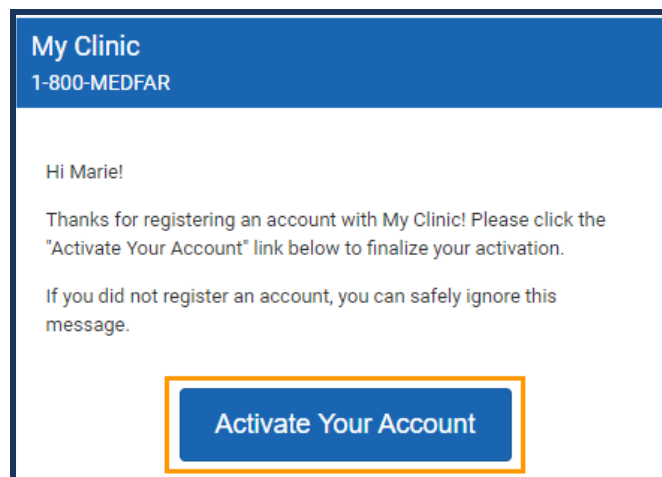 My Clinic
1-800-MEDFAR
Hi Marie!
Thanks for registering an account with My Clinic! Please click the
"Activate Your Account" link below to finalize your activation.
If you did not register an account, you can safely ignore this
message.
Activate Your Account